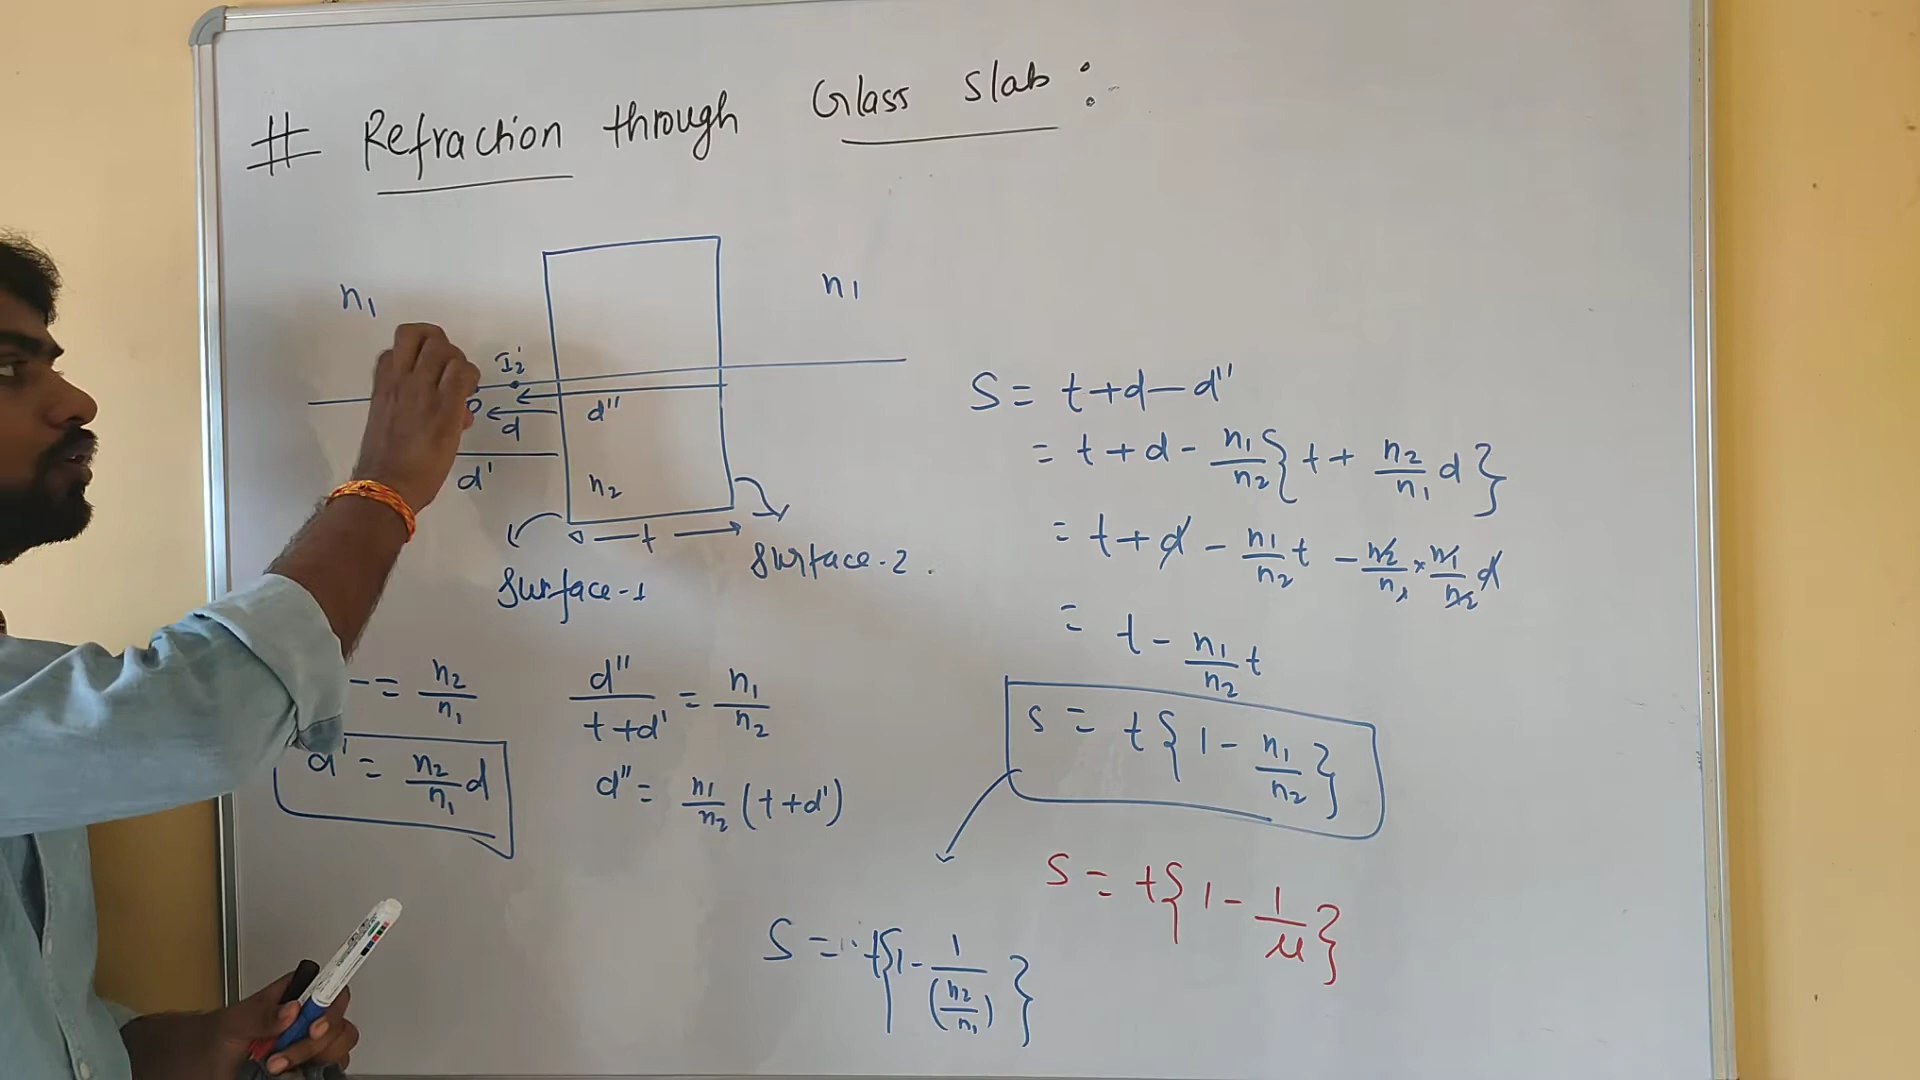 # Refraction through Glass Slab :
n₁
n₁
I₂'
O
d
d''
d'
n₂
t
Surface-1
Surface-2.
= n₂/n₁
d' = n₂/n₁ d
d''/t+d' = n₁/n₂
d'' = n₁/n₂ (t+d')
S = t+d-d''
= t+d- n₁/n₂ { t + n₂/n₁ d }
= t+d - n₁/n₂ t - n₂/n₁ × n₁/n₂ d
= t - n₁/n₂ t
S = t { 1 - n₁/n₂ }
S = t { 1 - 1/μ }
S = t { 1 - 1/(n₂/n₁) }